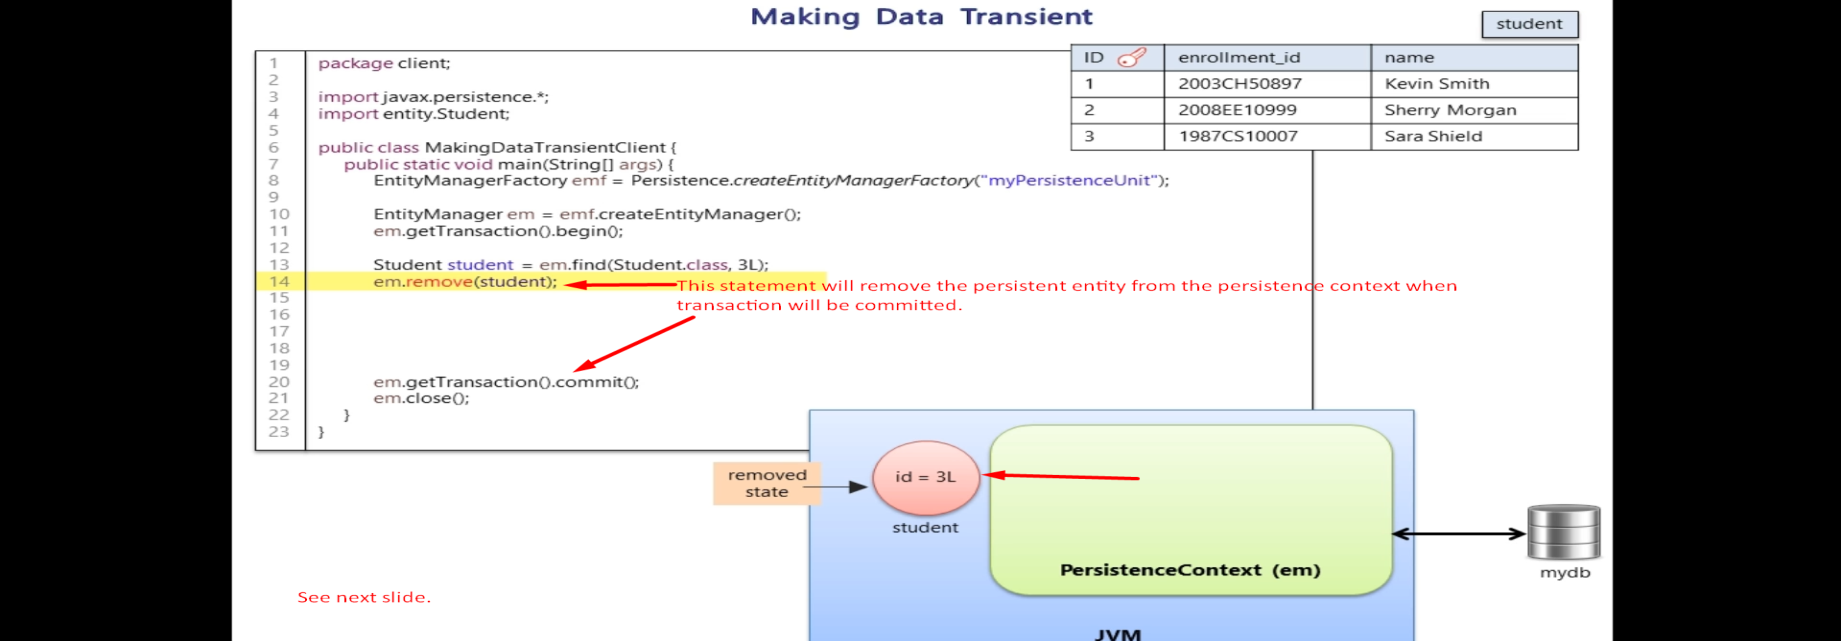 Making Data Transient
student
ID enrollment_id name
1 2003CH50897 Kevin Smith
2 2008EE10999 Sherry Morgan
3 1987CS10007 Sara Shield
1 package client;
2
3 import javax.persistence.*;
4 import entity.Student;
5
6 public class MakingDataTransientClient {
7 public static void main(String[] args) {
8 EntityManagerFactory emf = Persistence.createEntityManagerFactory("myPersistenceUnit");
9
10 EntityManager em = emf.createEntityManager();
11 em.getTransaction().begin();
12
13 Student student = em.find(Student.class, 3L);
14 em.remove(student);
This statement will remove the persistent entity from the persistence context when
transaction will be committed.
15
16
17
18
19
20 em.getTransaction().commit();
21 em.close();
22 }
23 }
removed
state
id = 3L
student
PersistenceContext (em)
mydb
See next slide.
JVM